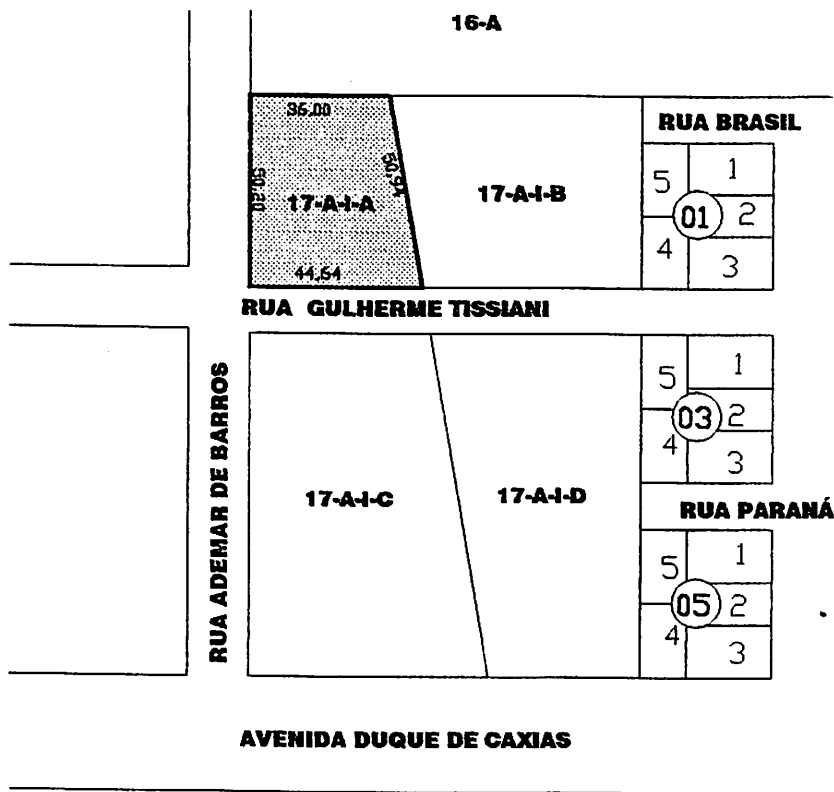 16-A
36,00
RUA BRASIL
50,94
17-A-I-B
5
1
01
2
4
3
17-A-I-A
44,64
RUA GULHERME TISSIANI
RUA ADEMAR DE BARROS
5
1
03
2
4
3
17-A-I-C
17-A-I-D
RUA PARANÁ
5
1
05
2
4
3
AVENIDA DUQUE DE CAXIAS